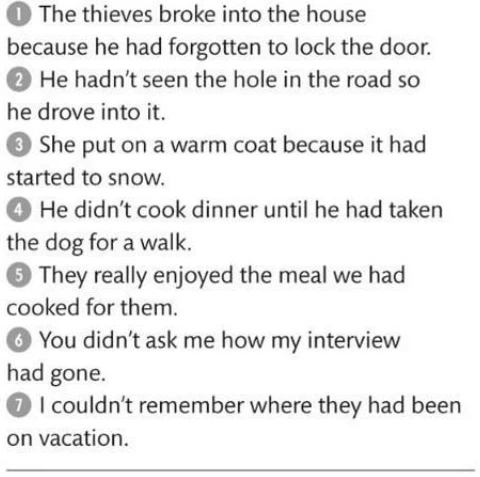 1 The thieves broke into the house
because he had forgotten to lock the door.
2 He hadn't seen the hole in the road so
he drove into it.
3 She put on a warm coat because it had
started to snow.
4 He didn't cook dinner until he had taken
the dog for a walk.
5 They really enjoyed the meal we had
cooked for them.
6 You didn't ask me how my interview
had gone.
7 I couldn't remember where they had been
on vacation.